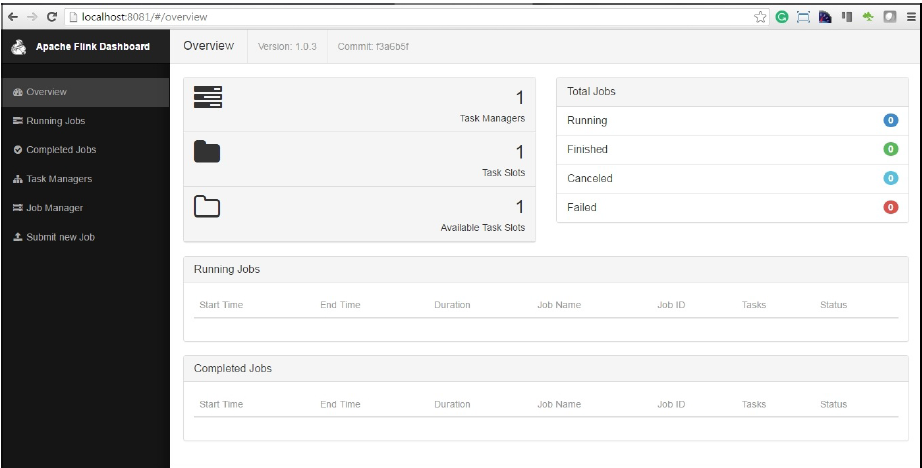 localhost:8081/#/overview
Apache Flink Dashboard
Overview
Version: 1.0.3
Commit: f3a6b5f
Overview
Running Jobs
Completed Jobs
Task Managers
Job Manager
Submit new Job
1
Task Managers
1
Task Slots
1
Available Task Slots
Total Jobs
Running 0
Finished 0
Canceled 0
Failed 0
Running Jobs
Start Time End Time Duration Job Name Job ID Tasks Status
Completed Jobs
Start Time End Time Duration Job Name Job ID Tasks Status